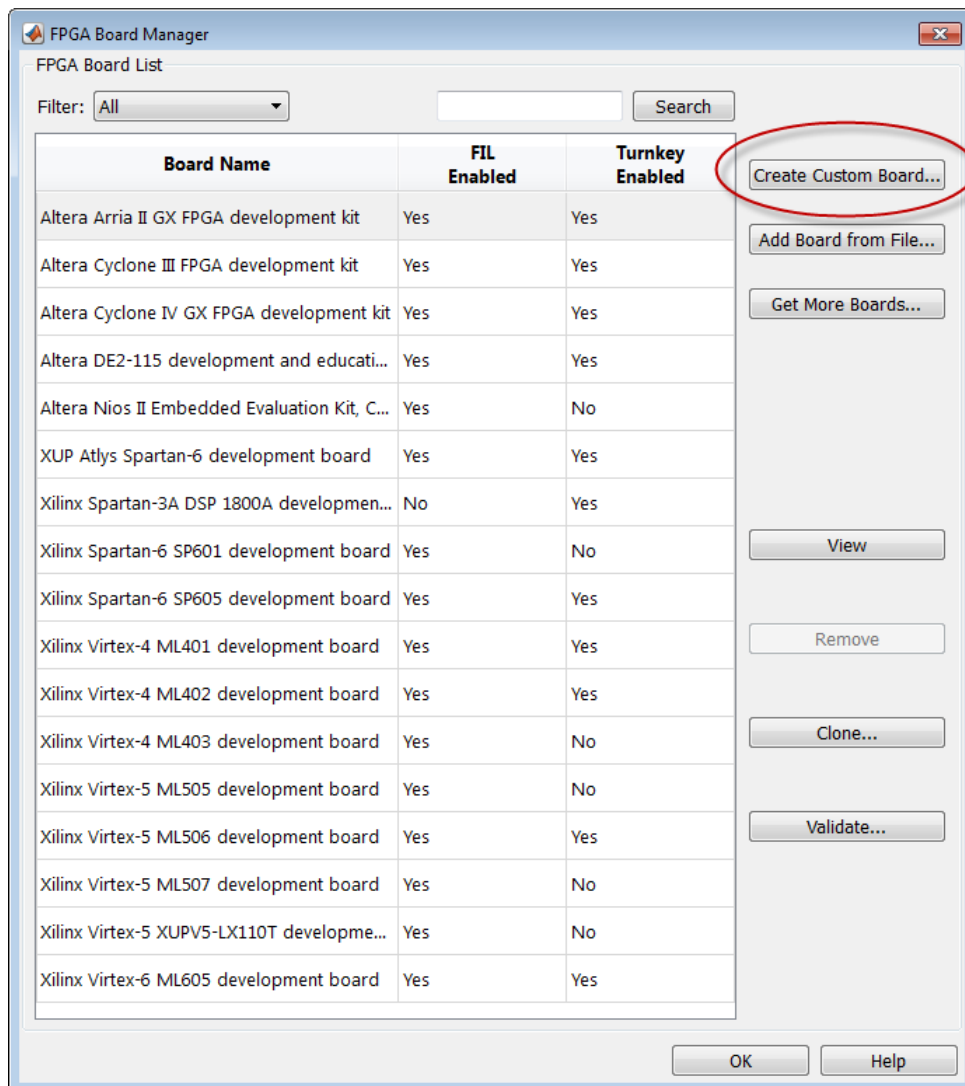 FPGA Board Manager
FPGA Board List
Filter: All Search
Board Name FIL Enabled Turnkey Enabled
Altera Arria II GX FPGA development kit Yes Yes
Altera Cyclone III FPGA development kit Yes Yes
Altera Cyclone IV GX FPGA development kit Yes Yes
Altera DE2-115 development and educati... Yes Yes
Altera Nios II Embedded Evaluation Kit, C... Yes No
XUP Atlys Spartan-6 development board Yes Yes
Xilinx Spartan-3A DSP 1800A developmen... No Yes
Xilinx Spartan-6 SP601 development board Yes No
Xilinx Spartan-6 SP605 development board Yes Yes
Xilinx Virtex-4 ML401 development board Yes Yes
Xilinx Virtex-4 ML402 development board Yes Yes
Xilinx Virtex-4 ML403 development board Yes No
Xilinx Virtex-5 ML505 development board Yes No
Xilinx Virtex-5 ML506 development board Yes Yes
Xilinx Virtex-5 ML507 development board Yes No
Xilinx Virtex-5 XUPV5-LX110T developme... Yes No
Xilinx Virtex-6 ML605 development board Yes Yes
Create Custom Board...
Add Board from File...
Get More Boards...
View
Remove
Clone...
Validate...
OK Help